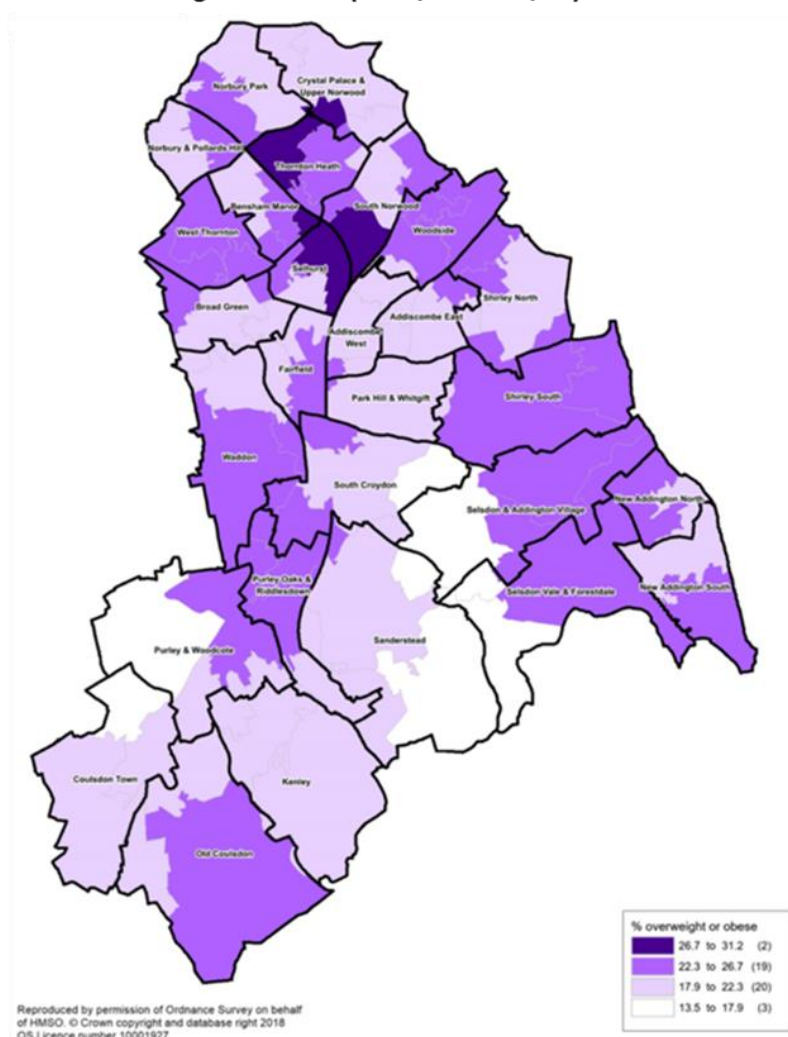 Norbury Park
Crystal Palace &
Upper Norwood
Norbury & Pollards Hill
Thornton Heath
Bensham Manor
South Norwood
West Thornton
Woodside
Selhurst
Broad Green
Shirley North
Addiscombe East
Addiscombe
West
Fairfield
Park Hill & Whitgift
Shirley South
Waddon
South Croydon
Selsdon & Addington Village
New Addington North
Purley Oaks &
Riddlesdown
Selsdon Vale & Forestdale
New Addington South
Sanderstead
Purley & Woodcote
Coulsdon Town
Kenley
Old Coulsdon
% overweight or obese
26.7 to 31.2 (2)
22.3 to 26.7 (19)
17.9 to 22.3 (20)
13.5 to 17.9 (3)
Reproduced by permission of Ordnance Survey on behalf
of HMSO. © Crown copyright and database right 2018
OS Licence number 10001927